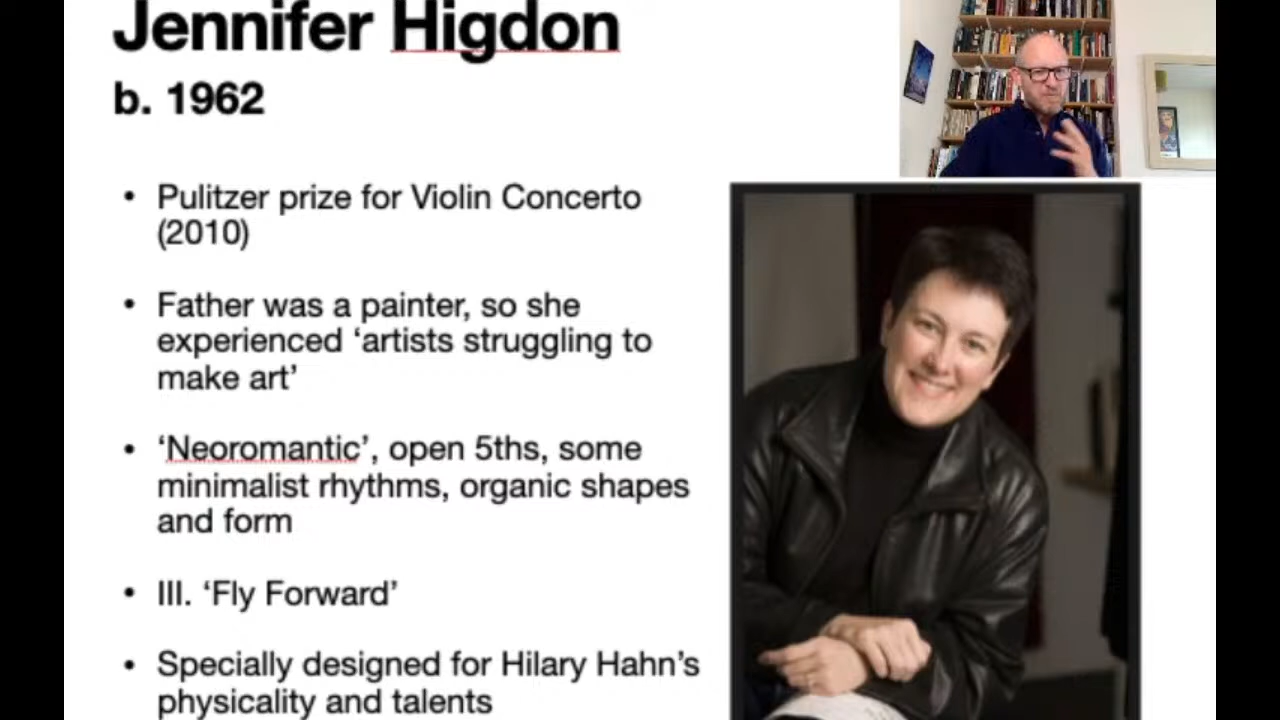 Jennifer Higdon
b. 1962
• Pulitzer prize for Violin Concerto
(2010)
• Father was a painter, so she
experienced ‘artists struggling to
make art’
• ‘Neoromantic’, open 5ths, some
minimalist rhythms, organic shapes
and form
• III. ‘Fly Forward’
• Specially designed for Hilary Hahn’s
physicality and talents